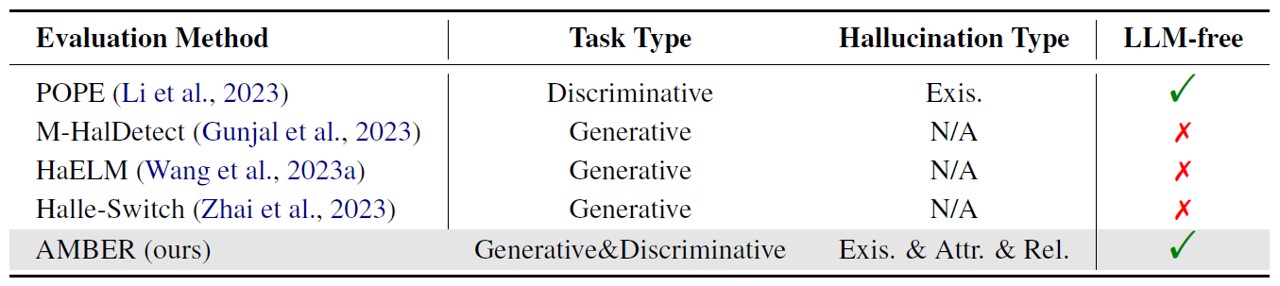 Evaluation Method Task Type Hallucination Type LLM-free
POPE (Li et al., 2023) Discriminative Exis. ✓
M-HalDetect (Gunjal et al., 2023) Generative N/A ✗
HaELM (Wang et al., 2023a) Generative N/A ✗
Halle-Switch (Zhai et al., 2023) Generative N/A ✗
AMBER (ours) Generative&Discriminative Exis. & Attr. & Rel. ✓